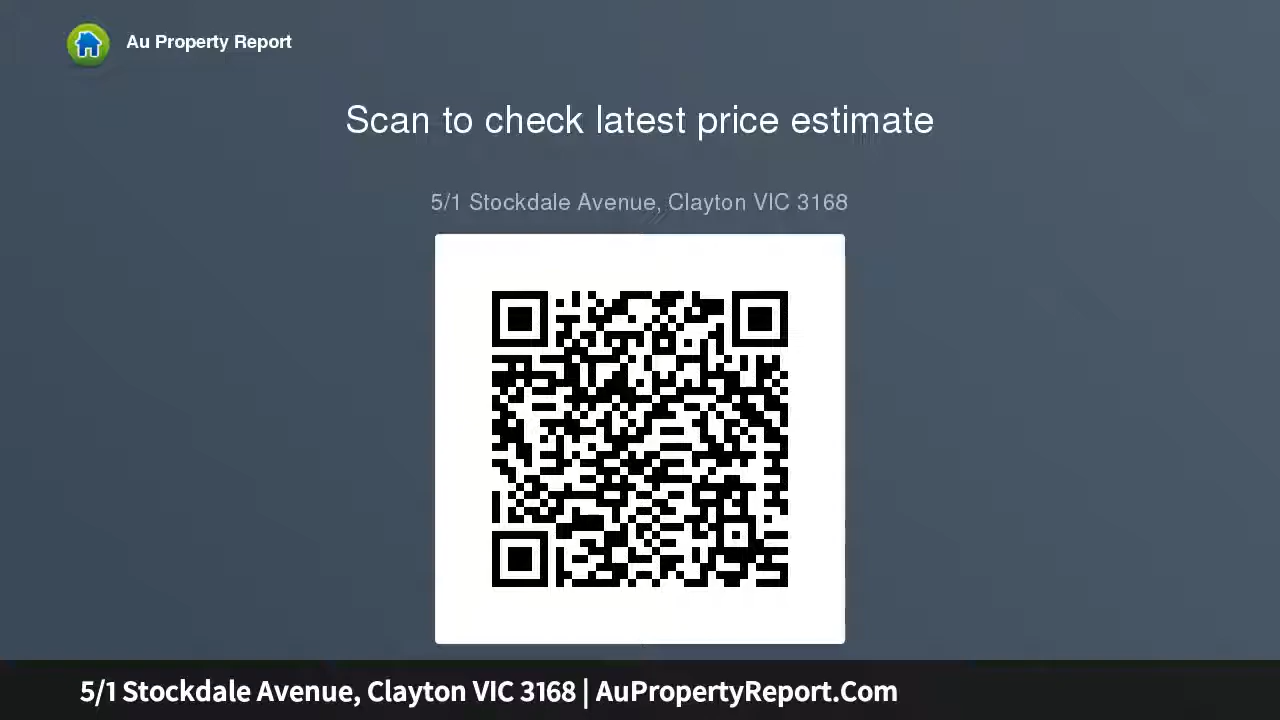 Au Property Report
Scan to check latest price estimate
5/1 Stockdale Avenue, Clayton VIC 3168
5/1 Stockdale Avenue, Clayton VIC 3168 | AuPropertyReport.Com